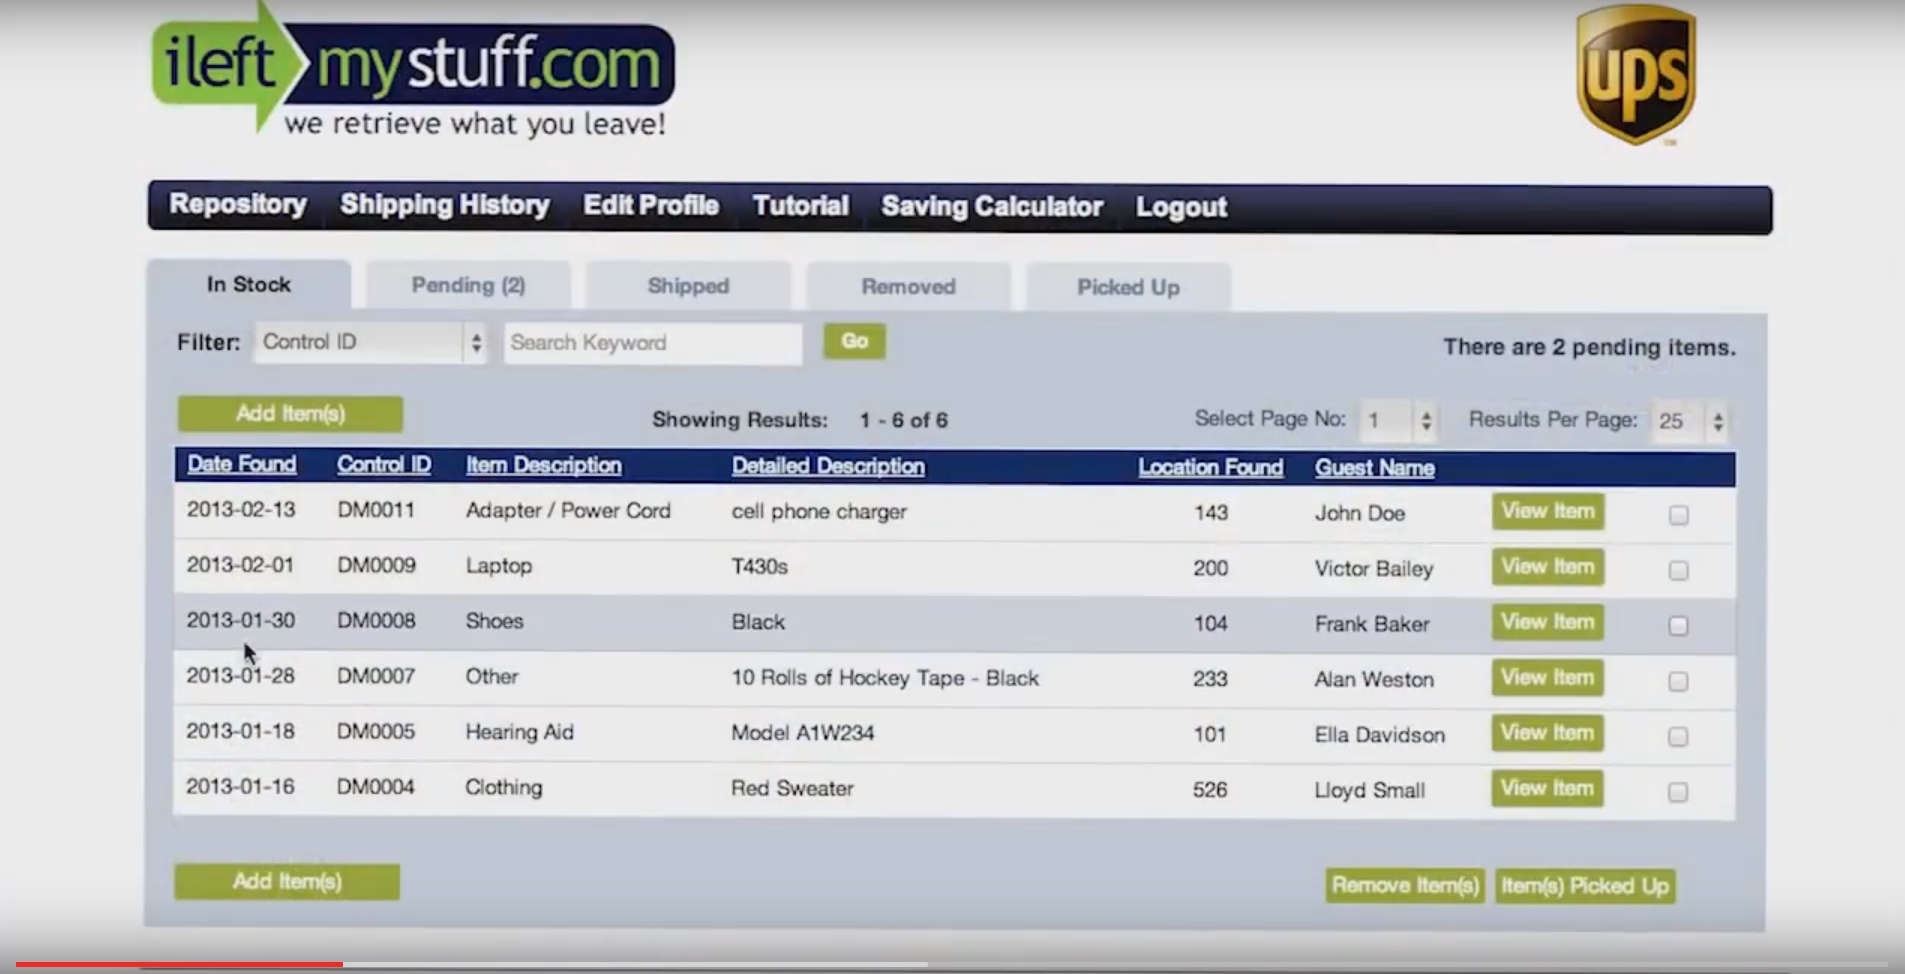 ileft mystuff.com
we retrieve what you leave!
ups
Repository Shipping History Edit Profile Tutorial Saving Calculator Logout
In Stock Pending (2) Shipped Removed Picked Up
Filter: Control ID Search Keyword Go
There are 2 pending items.
Add Item(s) Showing Results: 1 - 6 of 6 Select Page No: 1 Results Per Page: 25
Date Found Control ID Item Description Detailed Description Location Found Guest Name
2013-02-13 DM0011 Adapter / Power Cord cell phone charger 143 John Doe View Item
2013-02-01 DM0009 Laptop T430s 200 Victor Bailey View Item
2013-01-30 DM0008 Shoes Black 104 Frank Baker View Item
2013-01-28 DM0007 Other 10 Rolls of Hockey Tape - Black 233 Alan Weston View Item
2013-01-18 DM0005 Hearing Aid Model A1W234 101 Ella Davidson View Item
2013-01-16 DM0004 Clothing Red Sweater 526 Lloyd Small View Item
Add Item(s) Remove Item(s) Item(s) Picked Up